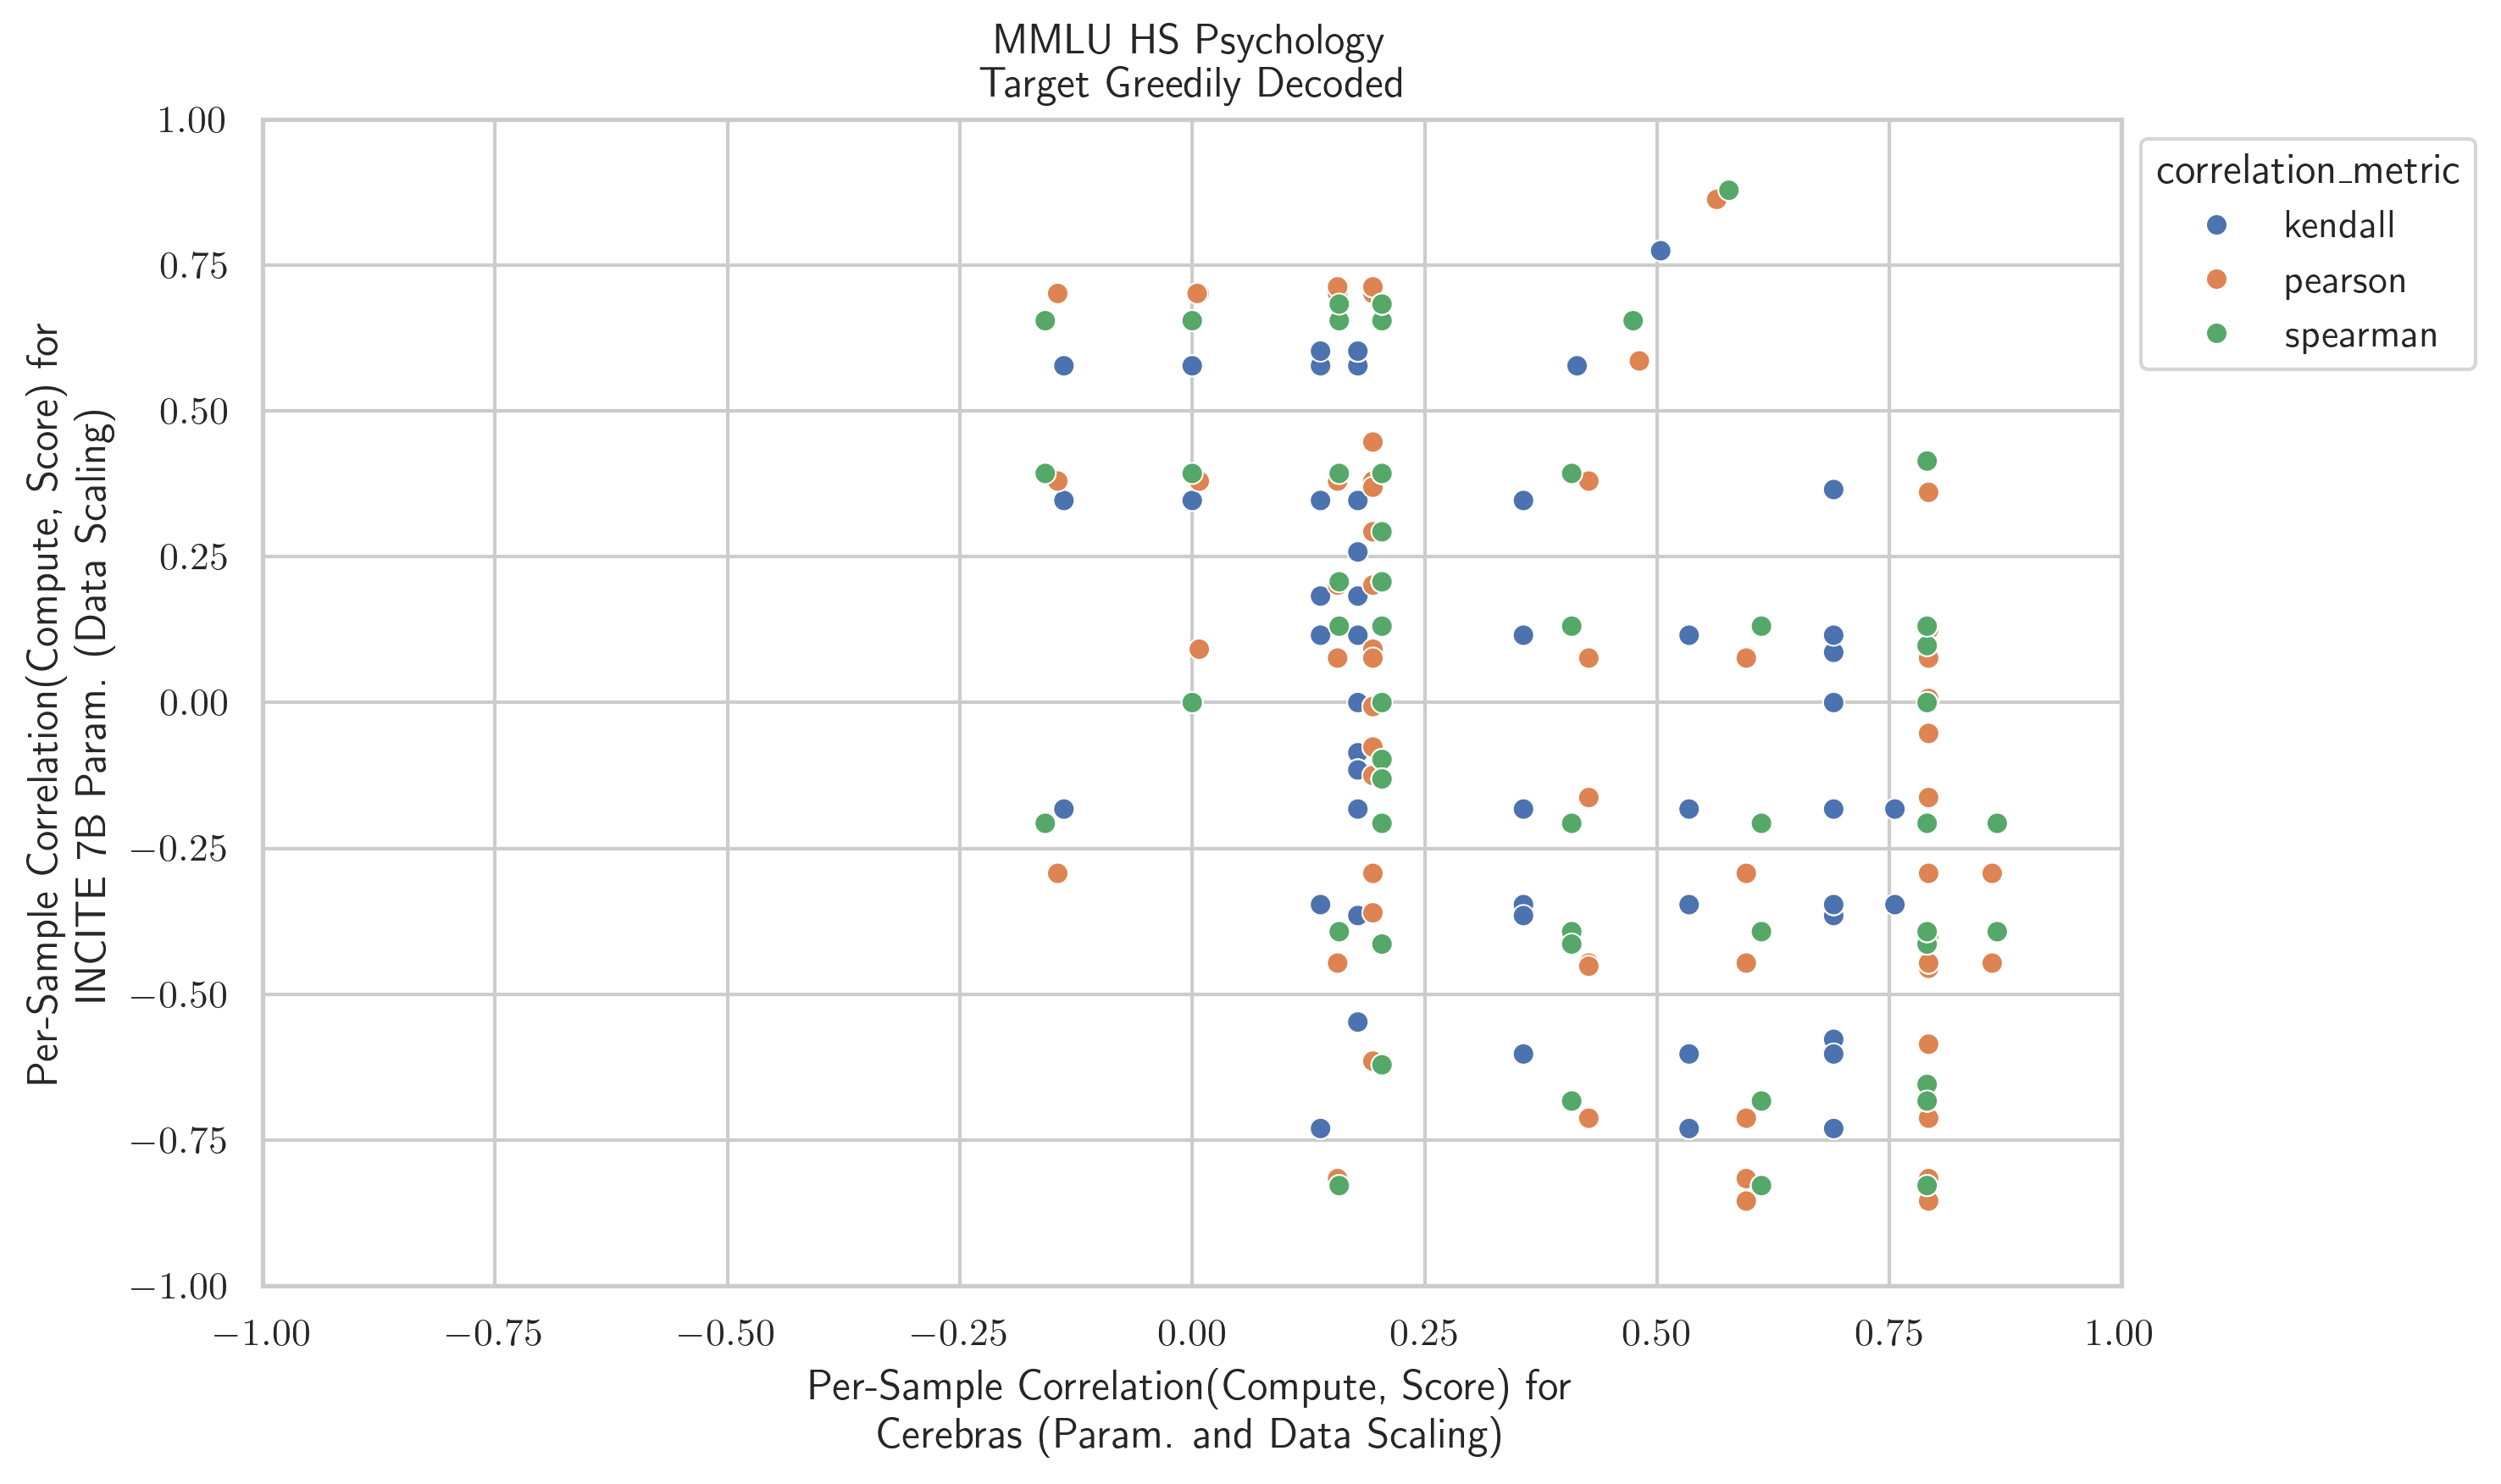 MMLU HS Psychology
Target Greedily Decoded
Per-Sample Correlation(Compute, Score) for
INCITE 7B Param. (Data Scaling)
1.00
0.75
0.50
0.25
0.00
−0.25
−0.50
−0.75
−1.00
−1.00 −0.75 −0.50 −0.25 0.00 0.25 0.50 0.75 1.00
Per-Sample Correlation(Compute, Score) for
Cerebras (Param. and Data Scaling)
correlation_metric
kendall
pearson
spearman